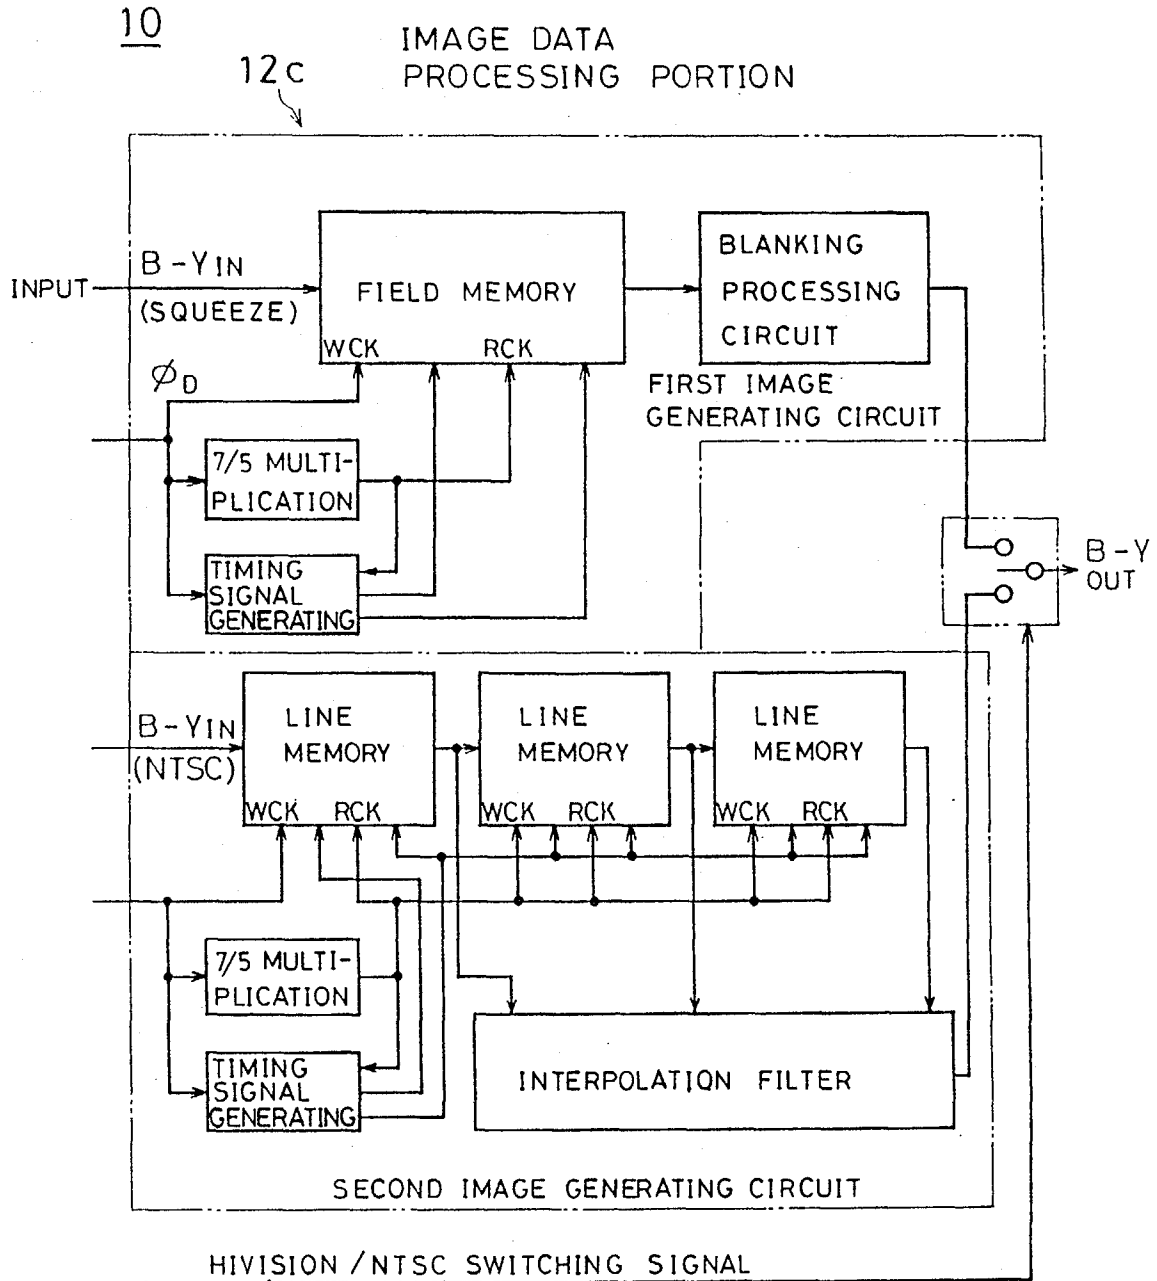 10
IMAGE DATA
PROCESSING PORTION
12c
INPUT
B-YIN
(SQUEEZE)
FIELD MEMORY
WCK
RCK
BLANKING
PROCESSING
CIRCUIT
FIRST IMAGE
GENERATING CIRCUIT
ØD
7/5 MULTI-
PLICATION
TIMING
SIGNAL
GENERATING
B-Y
OUT
B-YIN
(NTSC)
LINE
MEMORY
WCK RCK
LINE
MEMORY
WCK RCK
LINE
MEMORY
WCK RCK
7/5 MULTI-
PLICATION
TIMING
SIGNAL
GENERATING
INTERPOLATION FILTER
SECOND IMAGE GENERATING CIRCUIT
HIVISION /NTSC SWITCHING SIGNAL